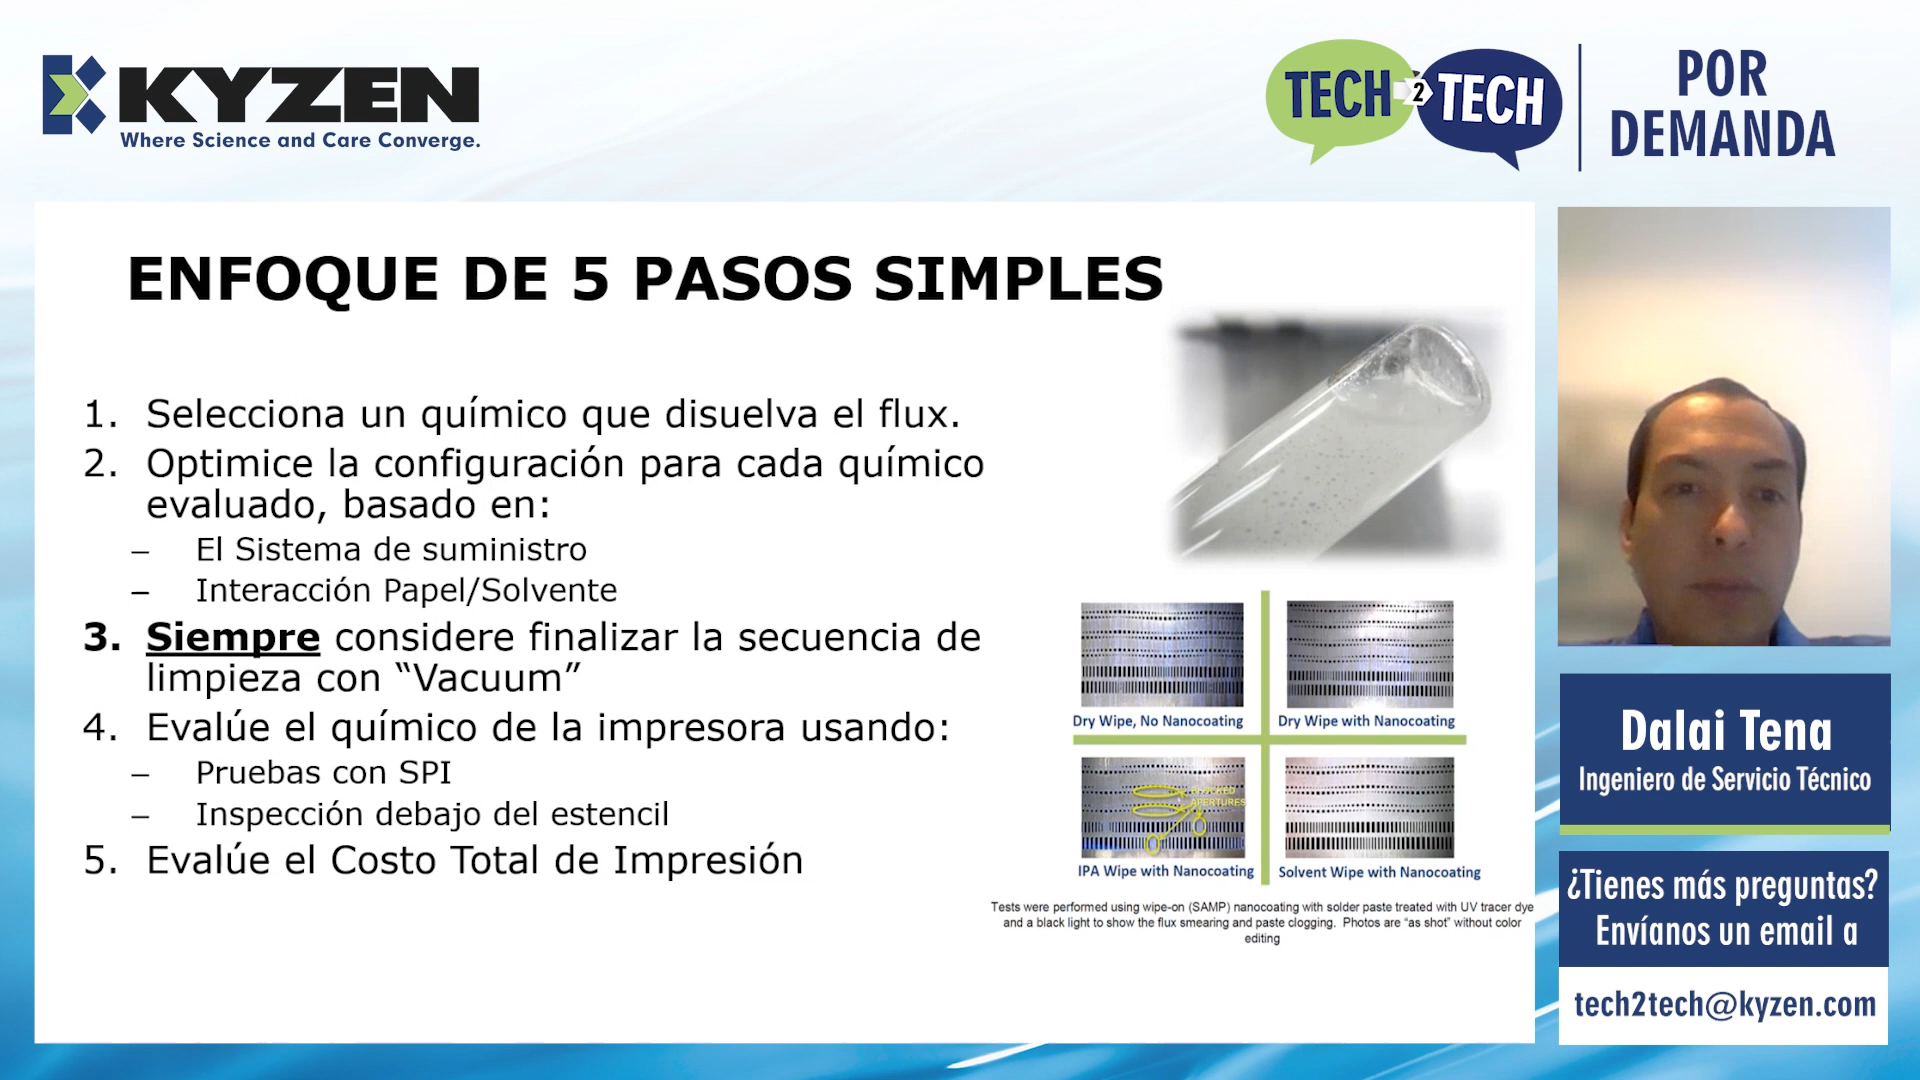 KYZEN
Where Science and Care Converge.
TECH 2 TECH
POR
DEMANDA
ENFOQUE DE 5 PASOS SIMPLES
1. Selecciona un químico que disuelva el flux.
2. Optimice la configuración para cada químico
evaluado, basado en:
– El Sistema de suministro
– Interacción Papel/Solvente
3. Siempre considere finalizar la secuencia de
limpieza con “Vacuum”
4. Evalúe el químico de la impresora usando:
– Pruebas con SPI
– Inspección debajo del estencil
5. Evalúe el Costo Total de Impresión
Dry Wipe, No Nanocoating
Dry Wipe with Nanocoating
BLOCKED
APERTURES
IPA Wipe with Nanocoating
Solvent Wipe with Nanocoating
Tests were performed using wipe-on (SAMP) nanocoating with solder paste treated with UV tracer dye
and a black light to show the flux smearing and paste clogging. Photos are “as shot” without color
editing
Dalai Tena
Ingeniero de Servicio Técnico
¿Tienes más preguntas?
Envíanos un email a
tech2tech@kyzen.com